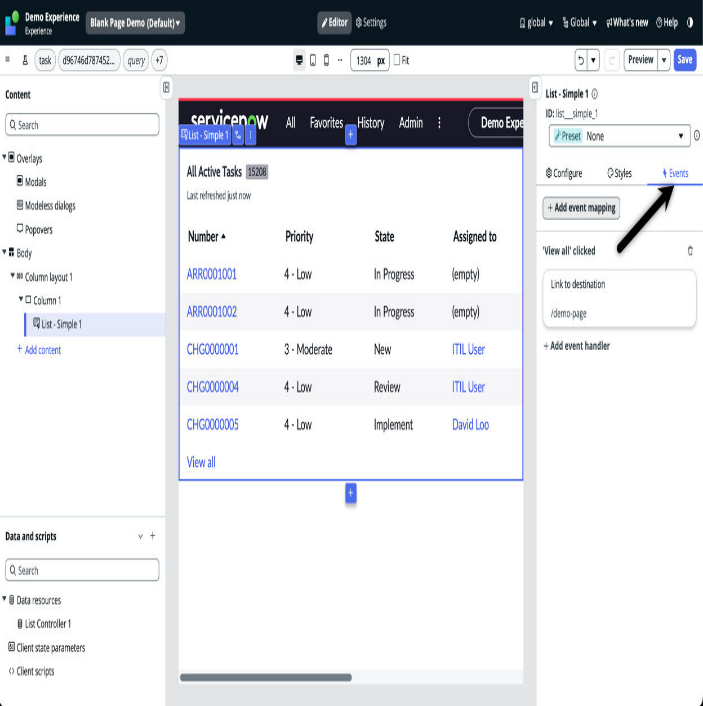 Demo Experience
Experience
Blank Page Demo (Default)
Editor
Settings
global
Global
What's new
Help
task
d96746d787452...
query
+7
1304 px
Fit
Preview
Save
Content
Search
Overlays
Modals
Modeless dialogs
Popovers
Body
Column layout 1
Column 1
List - Simple 1
+ Add content
Data and scripts
Search
Data resources
List Controller 1
Client state parameters
Client scripts
servicenow
All
Favorites
History
Admin
Demo Expe
List - Simple 1
All Active Tasks 15208
Last refreshed just now
Number Priority State Assigned to
ARR0001001 4 - Low In Progress (empty)
ARR0001002 4 - Low In Progress (empty)
CHG0000001 3 - Moderate New ITIL User
CHG0000004 4 - Low Review ITIL User
CHG0000005 4 - Low Implement David Loo
View all
List - Simple 1
ID: list__simple_1
Preset None
Configure
Styles
Events
+ Add event mapping
'View all' clicked
Link to destination
/demo-page
+ Add event handler